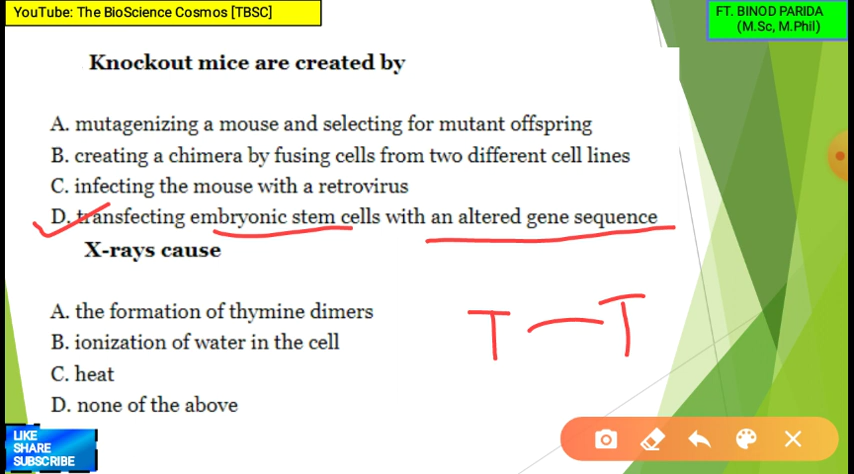 YouTube: The BioScience Cosmos [TBSC]
FT. BINOD PARIDA
(M.Sc, M.Phil)
Knockout mice are created by
A. mutagenizing a mouse and selecting for mutant offspring
B. creating a chimera by fusing cells from two different cell lines
C. infecting the mouse with a retrovirus
D. transfecting embryonic stem cells with an altered gene sequence
X-rays cause
A. the formation of thymine dimers
B. ionization of water in the cell
C. heat
D. none of the above
T — T
LIKE
SHARE
SUBSCRIBE